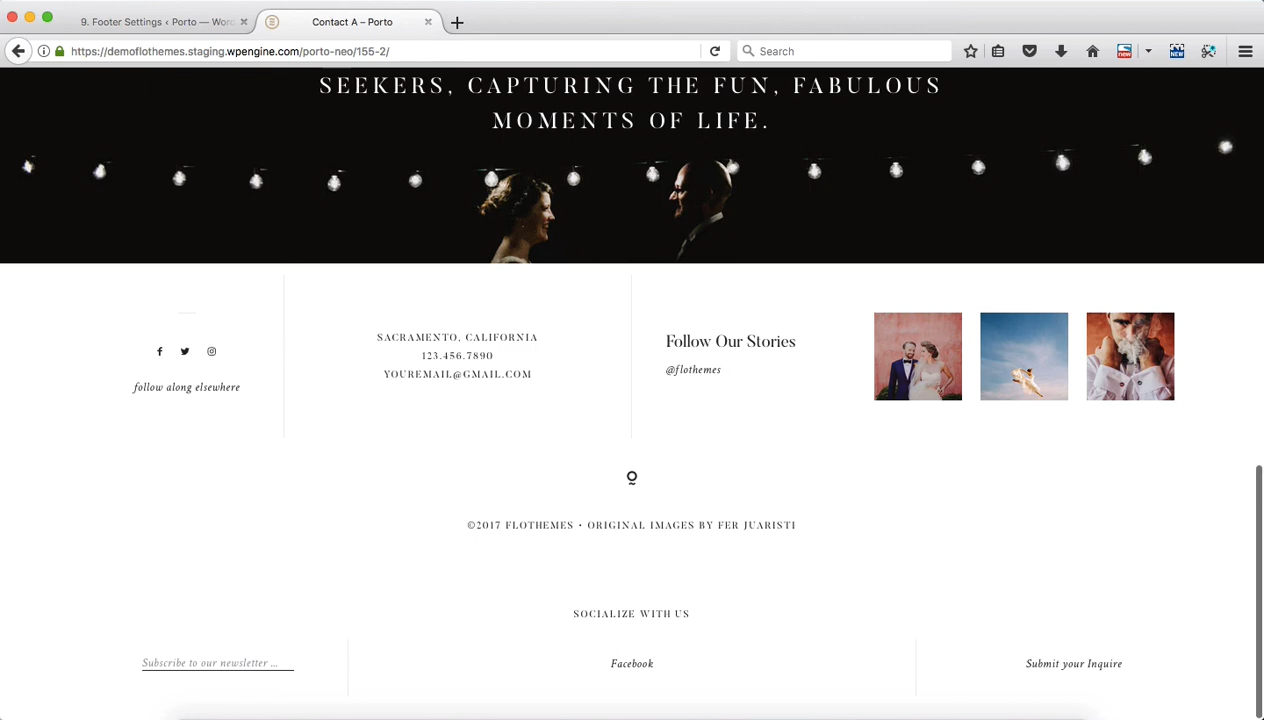 9. Footer Settings ‹ Porto — Word
Contact A – Porto
https://demoflothemes.staging.wpengine.com/porto-neo/155-2/
Search
new
NEW
SEEKERS, CAPTURING THE FUN, FABULOUS
MOMENTS OF LIFE.
follow along elsewhere
SACRAMENTO, CALIFORNIA
123.456.7890
YOUREMAIL@GMAIL.COM
Follow Our Stories
@flothemes
©2017 FLOTHEMES • ORIGINAL IMAGES BY FER JUARISTI
SOCIALIZE WITH US
Subscribe to our newsletter ...
Facebook
Submit your Inquire